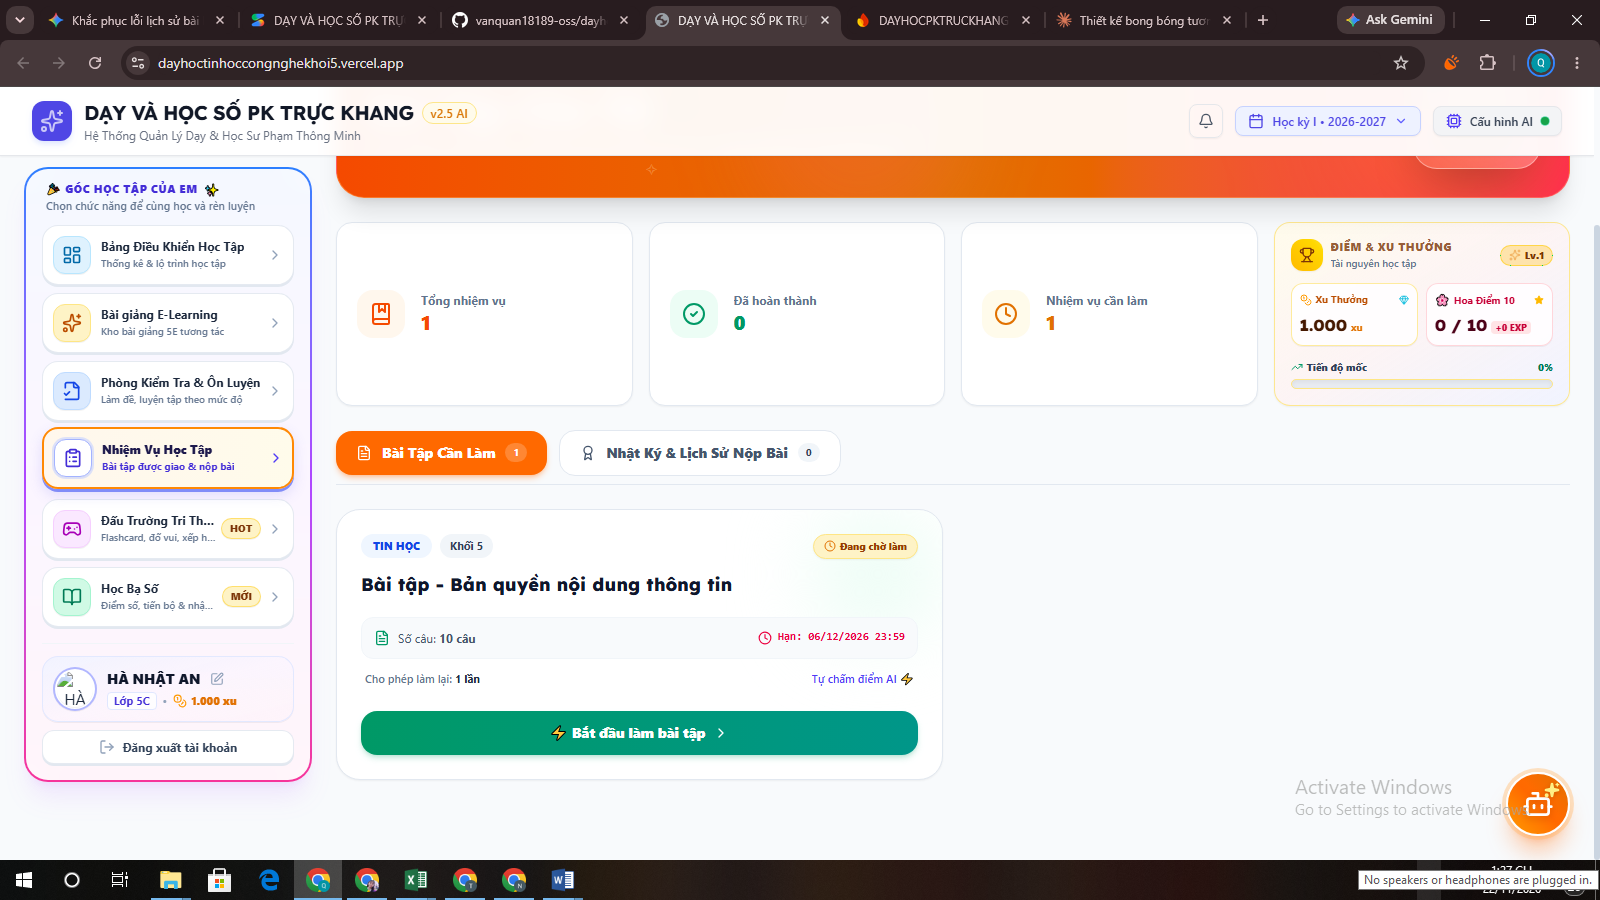 Khắc phục lỗi lịch sử bài
DẠY VÀ HỌC SỐ PK TRU
vanquan18189-oss/dayh
DẠY VÀ HỌC SỐ PK TRU
DAYHOCPKTRUCKHANG
Thiết kế bong bóng tươn
Ask Gemini
dayhoctinhoccongnghekhoi5.vercel.app
Q
DẠY VÀ HỌC SỐ PK TRỰC KHANG
v2.5 AI
Hệ Thống Quản Lý Dạy & Học Sư Phạm Thông Minh
Học kỳ I • 2026-2027
Cấu hình AI
GÓC HỌC TẬP CỦA EM
Chọn chức năng để cùng học và rèn luyện
Bảng Điều Khiển Học Tập
Thống kê & lộ trình học tập
Bài giảng E-Learning
Kho bài giảng 5E tương tác
Phòng Kiểm Tra & Ôn Luyện
Làm đề, luyện tập theo mức độ
Nhiệm Vụ Học Tập
Bài tập được giao & nộp bài
Đấu Trường Tri Th...
Flashcard, đố vui, xếp h...
HOT
Học Bạ Số
Điểm số, tiến bộ & nhậ...
MỚI
HÀ
HÀ NHẬT AN
Lớp 5C • 1.000 xu
Đăng xuất tài khoản
Tổng nhiệm vụ
1
Đã hoàn thành
0
Nhiệm vụ cần làm
1
ĐIỂM & XU THƯỞNG
Tài nguyên học tập
Lv.1
Xu Thưởng
1.000 xu
Hoa Điểm 10
0 / 10 +0 EXP
Tiến độ mốc
0%
Bài Tập Cần Làm 1
Nhật Ký & Lịch Sử Nộp Bài 0
TIN HỌC
Khối 5
Đang chờ làm
Bài tập - Bản quyền nội dung thông tin
Số câu: 10 câu
Hạn: 06/12/2026 23:59
Cho phép làm lại: 1 lần
Tự chấm điểm AI
Bắt đầu làm bài tập
Activate Windows
Go to Settings to activate Windows
No speakers or headphones are plugged in.